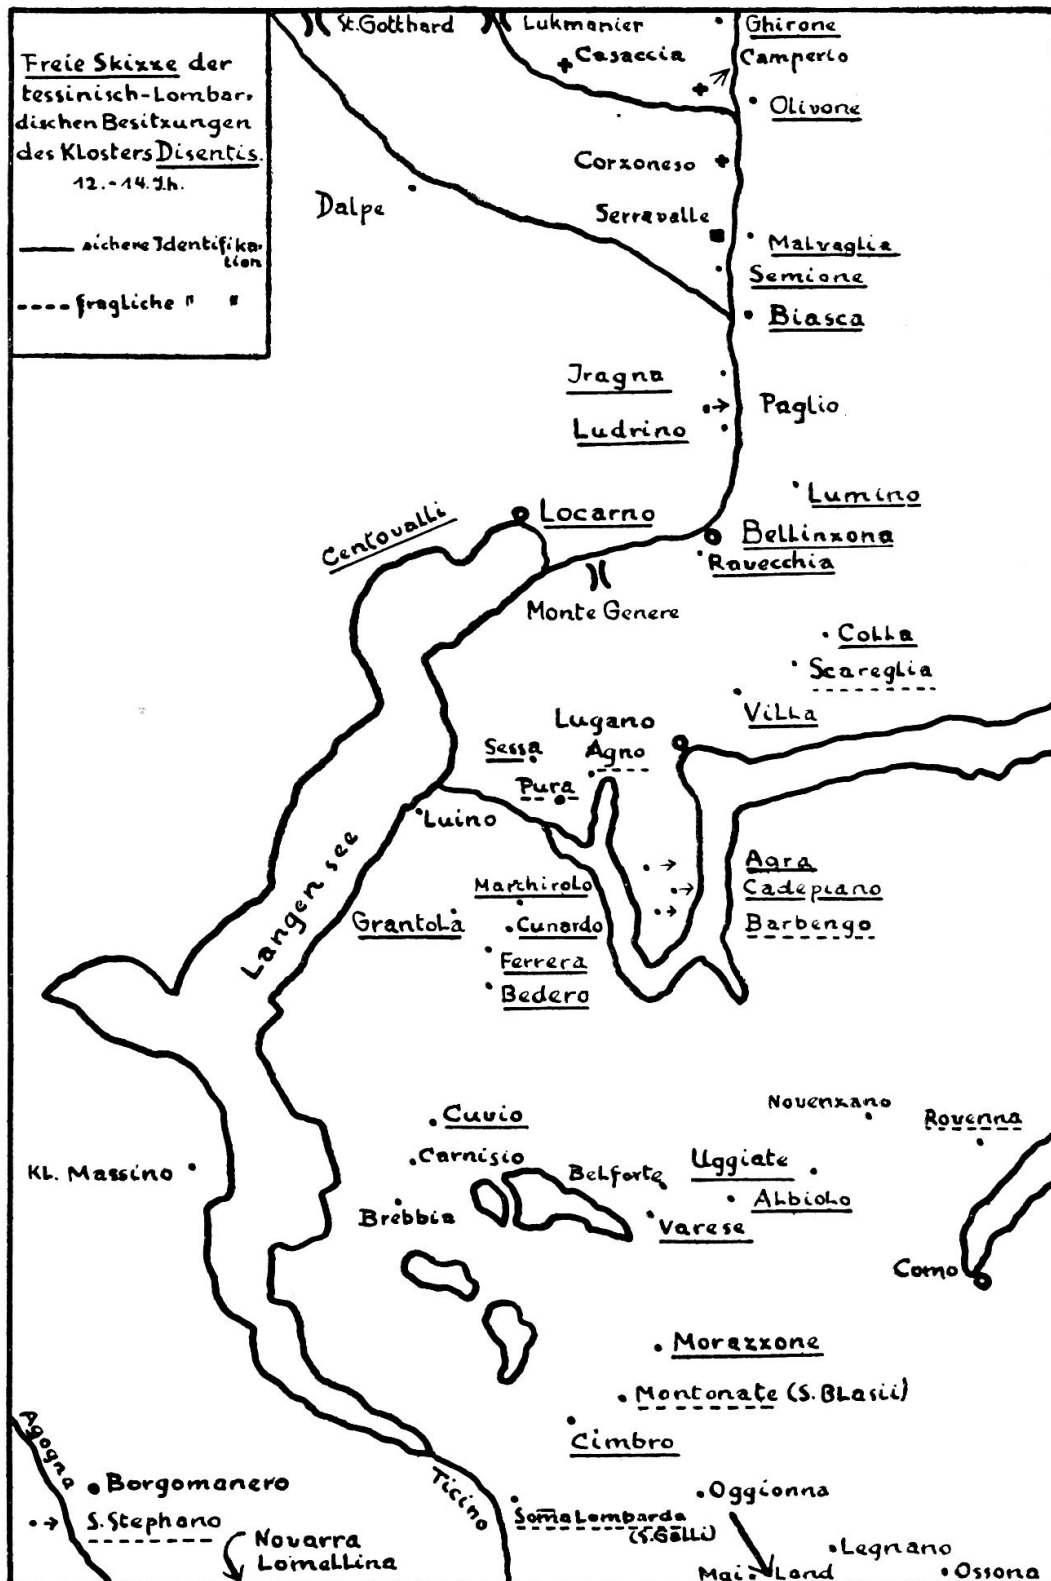 Freie Skizze der
tessinisch-Lombar-
dischen Besitzungen
des Klosters Disentis.
12.-14. Jh.
sichere Identifika-
tion
fragliche " "
St. Gotthard
Lukmanier
Ghirone
Casaccia
Camperio
Olivone
Corzoneso
Dalpe
Serravalle
Malvaglia
Semione
Biasca
Iragna
Paglio
Ludrino
Lumino
Centovalli
Locarno
Bellinzona
Ravecchia
Monte Genere
Colla
Scareglia
Villa
Lugano
Sessa
Agno
Pura
Luino
Langensee
Agra
Marchirolo
Cadepiano
Grantola
Cunardo
Barbengo
Ferrera
Bedero
Cuvio
Novenzano
Rovenna
Carnisio
Kl. Massino
Belforte
Uggiate
Albiolo
Brebbia
Varese
Como
Morazzone
Montonate (S. Blasii)
Cimbro
Agogna
Borgomanero
Ticino
Oggionna
S. Stephano
Soma Lombarda
(S. Galli)
Novarra
Lomellina
Legnano
Mailand
Ossona